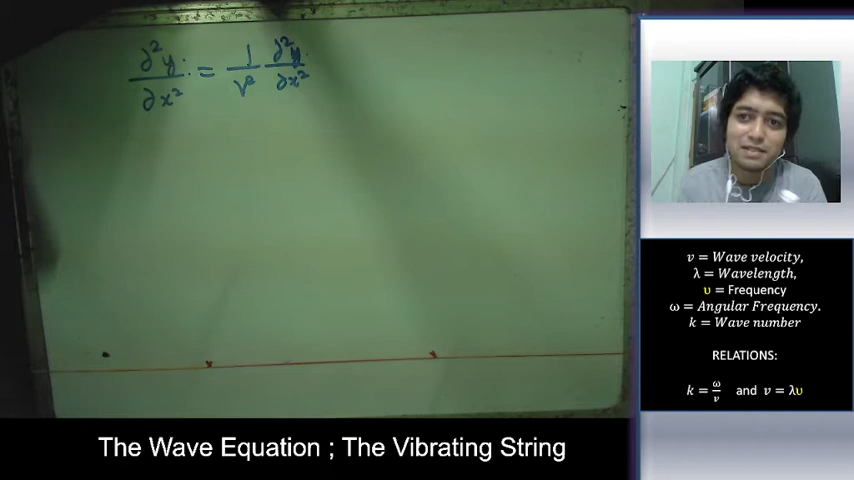 ∂²y/∂x² = 1/v² ∂²y/∂x²
v = Wave velocity,
λ = Wavelength,
υ = Frequency
ω = Angular Frequency.
k = Wave number
RELATIONS:
k = ω/v and v = λυ
The Wave Equation ; The Vibrating String